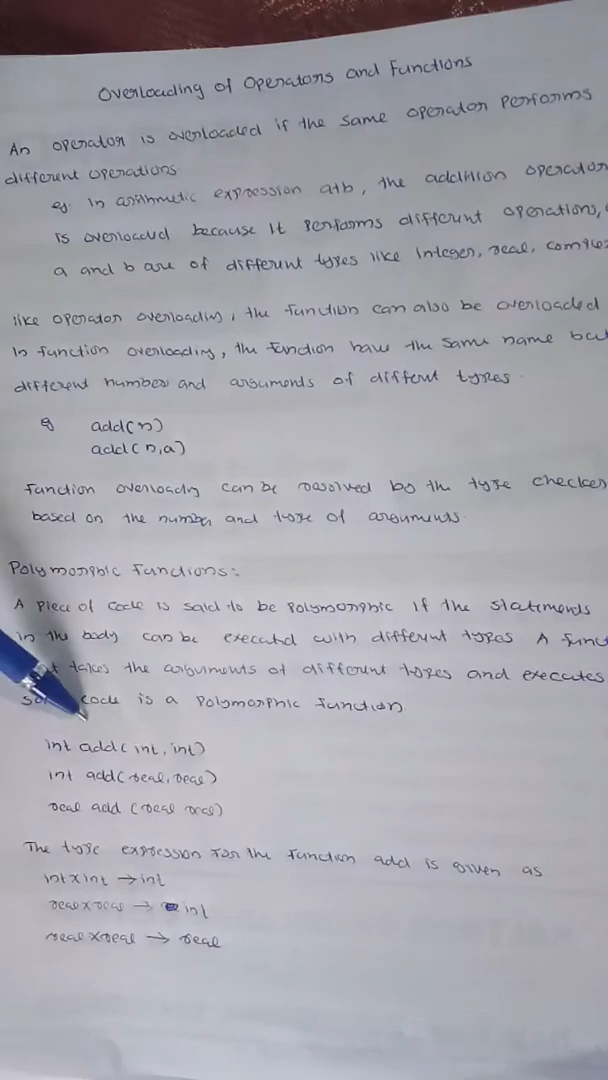 Overloading of Operators and Functions
An operator is overloaded if the same operator performs
different operations
eg in arithmetic expression a+b, the addition operator
is overloaded because it performs different operations,
a and b are of different types like integer, real, complex
like operator overloading, the function can also be overloaded
In function overloading, the function have the same name but
different number and arguments of different types.
eg add(n)
add(n,a)
Function overloading can be resolved by the type checker
based on the number and type of arguments.
Polymorphic Functions:
A piece of code is said to be polymorphic if the statements
in the body can be executed with different types A func
takes the arguments of different types and executes
code is a polymorphic function
int add(int, int)
int add(real, real)
real add (real real)
The type expression for the function add is given as
int x int → int
real x real → int
real x real → real